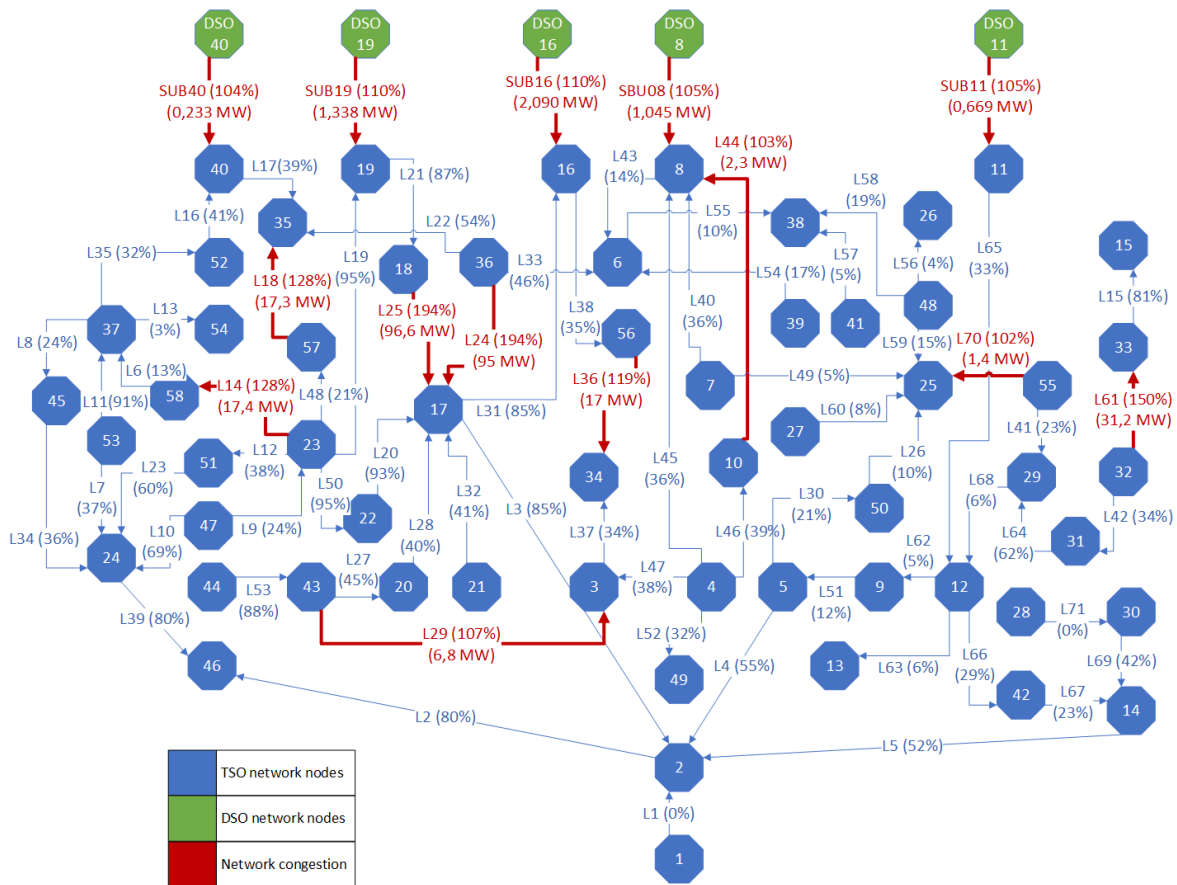 DSO
40
DSO
19
DSO
16
DSO
8
DSO
11
SUB40 (104%)
(0,233 MW)
SUB19 (110%)
(1,338 MW)
SUB16 (110%)
(2,090 MW)
SBU08 (105%)
(1,045 MW)
SUB11 (105%)
(0,669 MW)
L44 (103%)
(2,3 MW)
40
L17(39%)
19
L21 (87%)
16
L43
(14%)
8
11
L58
(19%)
26
L16 (41%)
35
L22 (54%)
L55
(10%)
38
L65
(33%)
15
L35 (32%)
52
L19
(95%)
18
36
L33
(46%)
6
L54 (17%)
L57
(5%)
L56 (4%)
L18 (128%)
(17,3 MW)
L25 (194%)
(96,6 MW)
L38
(35%)
L40
(36%)
48
L15 (81%)
L13
(3%)
37
54
56
39
41
33
L8 (24%)
57
L24 (194%)
(95 MW)
L59 (15%)
L70 (102%)
(1,4 MW)
L6 (13%)
L14 (128%)
(17,4 MW)
L36 (119%)
(17 MW)
7
L49 (5%)
25
55
L61 (150%)
(31,2 MW)
45
L11(91%)
58
L48 (21%)
17
L31 (85%)
L60 (8%)
27
L41 (23%)
53
23
L20
(93%)
L12
(38%)
51
L23
(60%)
L45
(36%)
10
L26
(10%)
34
L7
(37%)
L50
(95%)
L32
(41%)
L3 (85%)
L30
(21%)
L68
(6%)
29
32
22
L28
(40%)
50
L34 (36%)
L10
(69%)
47
L9 (24%)
L37 (34%)
L46 (39%)
L64
(62%)
L42 (34%)
31
24
L27
(45%)
L62
(5%)
L47
(38%)
44
L53
(88%)
43
20
21
3
4
5
L51
(12%)
9
12
28
L71
(0%)
30
L39 (80%)
L29 (107%)
(6,8 MW)
L52 (32%)
L4 (55%)
13
L63 (6%)
L66
(29%)
L69 (42%)
46
49
42
L67
(23%)
14
L2 (80%)
L5 (52%)
2
TSO network nodes
L1 (0%)
DSO network nodes
1
Network congestion